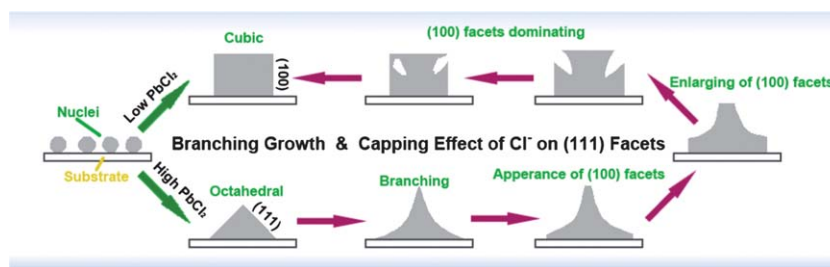 Cubic
(100) facets dominating
(100)
Enlarging of (100) facets
Low PbCl₂
Nuclei
Branching Growth & Capping Effect of Cl⁻ on (111) Facets
Substrate
High PbCl₂
Octahedral
(111)
Branching
Apperance of (100) facets